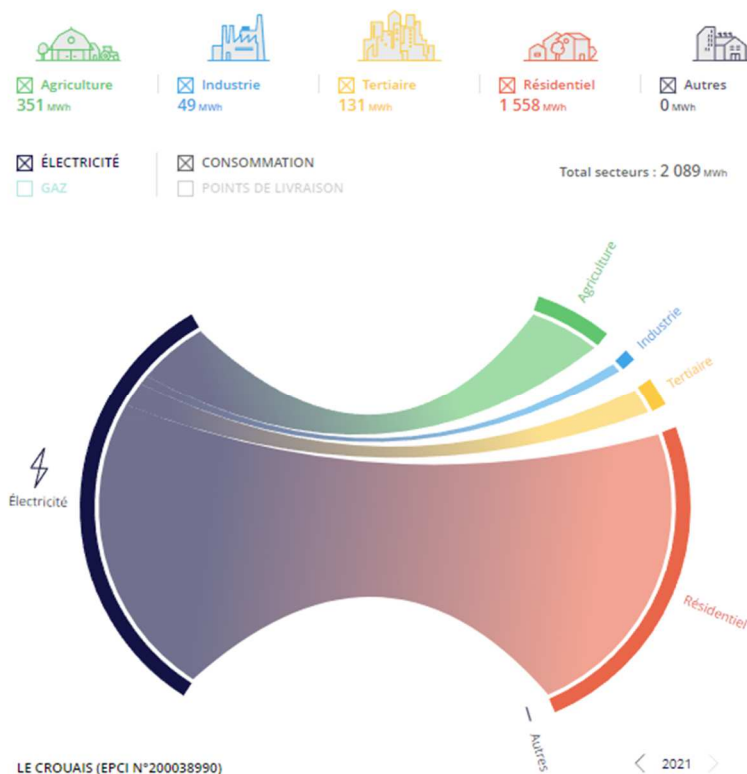 Agriculture
351 MWh
Industrie
49 MWh
Tertiaire
131 MWh
Résidentiel
1 558 MWh
Autres
0 MWh
ÉLECTRICITÉ
GAZ
CONSOMMATION
POINTS DE LIVRAISON
Total secteurs : 2 089 MWh
Agriculture
Industrie
Tertiaire
Électricité
Résidentiel
Autres
LE CROUAIS (EPCI N°200038990)
2021